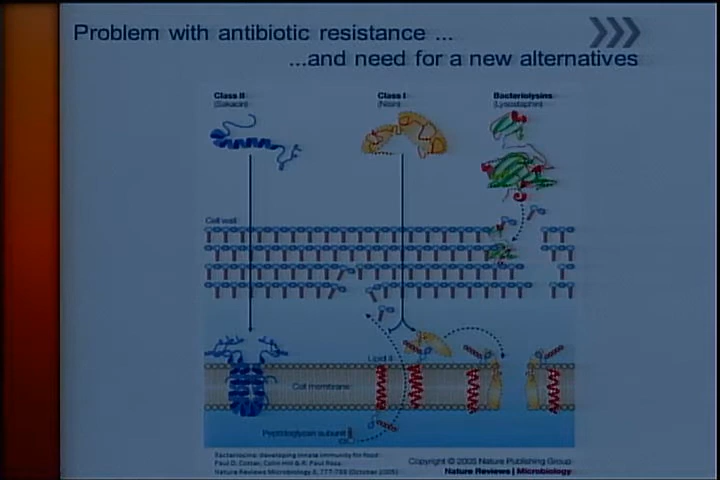 Problem with antibiotic resistance ...
...and need for a new alternatives
Class II
(Sakacin)
Class I
(Nisin)
Bacteriolysins
(Lysostaphin)
Cell wall
Lipid II
Cell membrane
Peptidoglycan subunit
Bacteriocins: developing innate immunity for food
Paul D. Cotter, Colin Hill & R. Paul Ross
Nature Reviews Microbiology 3, 777-788 (October 2005)
Copyright © 2005 Nature Publishing Group
Nature Reviews | Microbiology